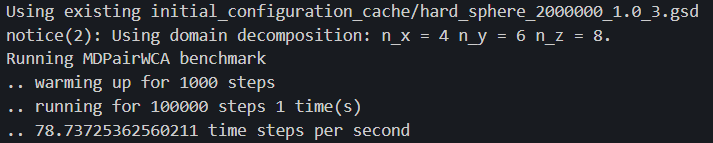 Using existing initial_configuration_cache/hard_sphere_2000000_1.0_3.gsd
notice(2): Using domain decomposition: n_x = 4 n_y = 6 n_z = 8.
Running MDPairWCA benchmark
.. warming up for 1000 steps
.. running for 100000 steps 1 time(s)
.. 78.73725362560211 time steps per second